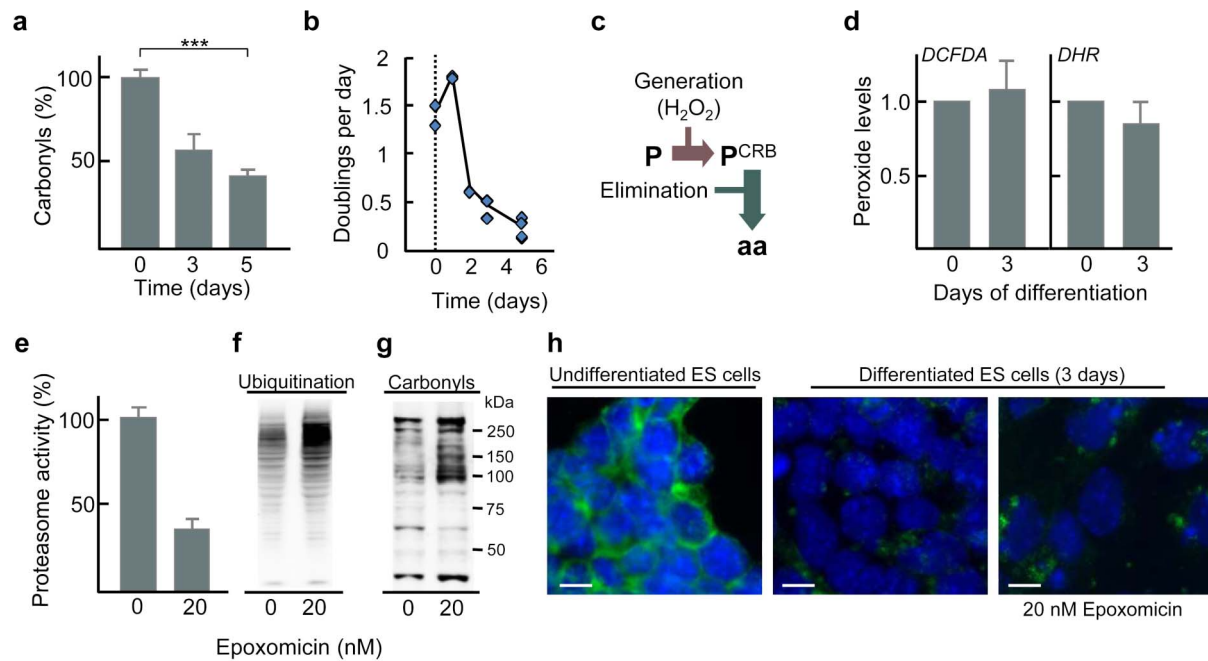 a
***
100
50
Carbonyls (%)
0 3 5
Time (days)
b
2
1.5
1
0.5
0
Doublings per day
0 2 4 6
Time (days)
c
Generation
(H₂O₂)
P P^CRB
Elimination
aa
d
DCFDA DHR
1.0
0.5
Peroxide levels
0 3 0 3
Days of differentiation
e
100
50
Proteasome activity (%)
0 20
f
Ubiquitination
0 20
g
Carbonyls
kDa
250
150
100
75
50
0 20
Epoxomicin (nM)
h
Undifferentiated ES cells Differentiated ES cells (3 days)
20 nM Epoxomicin